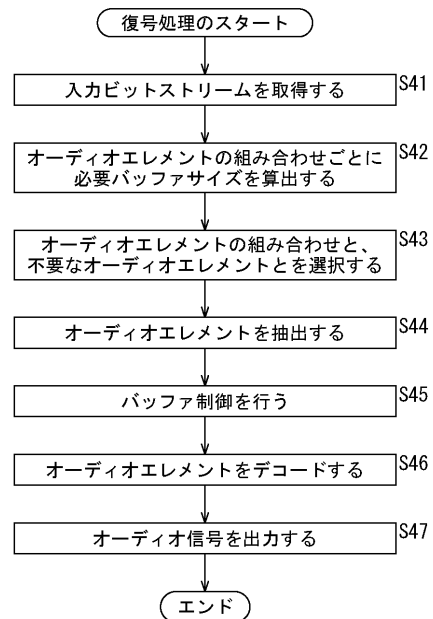 復号処理のスタート
入力ビットストリームを取得する
S41
オーディオエレメントの組み合わせごとに
必要バッファサイズを算出する
S42
オーディオエレメントの組み合わせと、
不要なオーディオエレメントとを選択する
S43
オーディオエレメントを抽出する
S44
バッファ制御を行う
S45
オーディオエレメントをデコードする
S46
オーディオ信号を出力する
S47
エンド